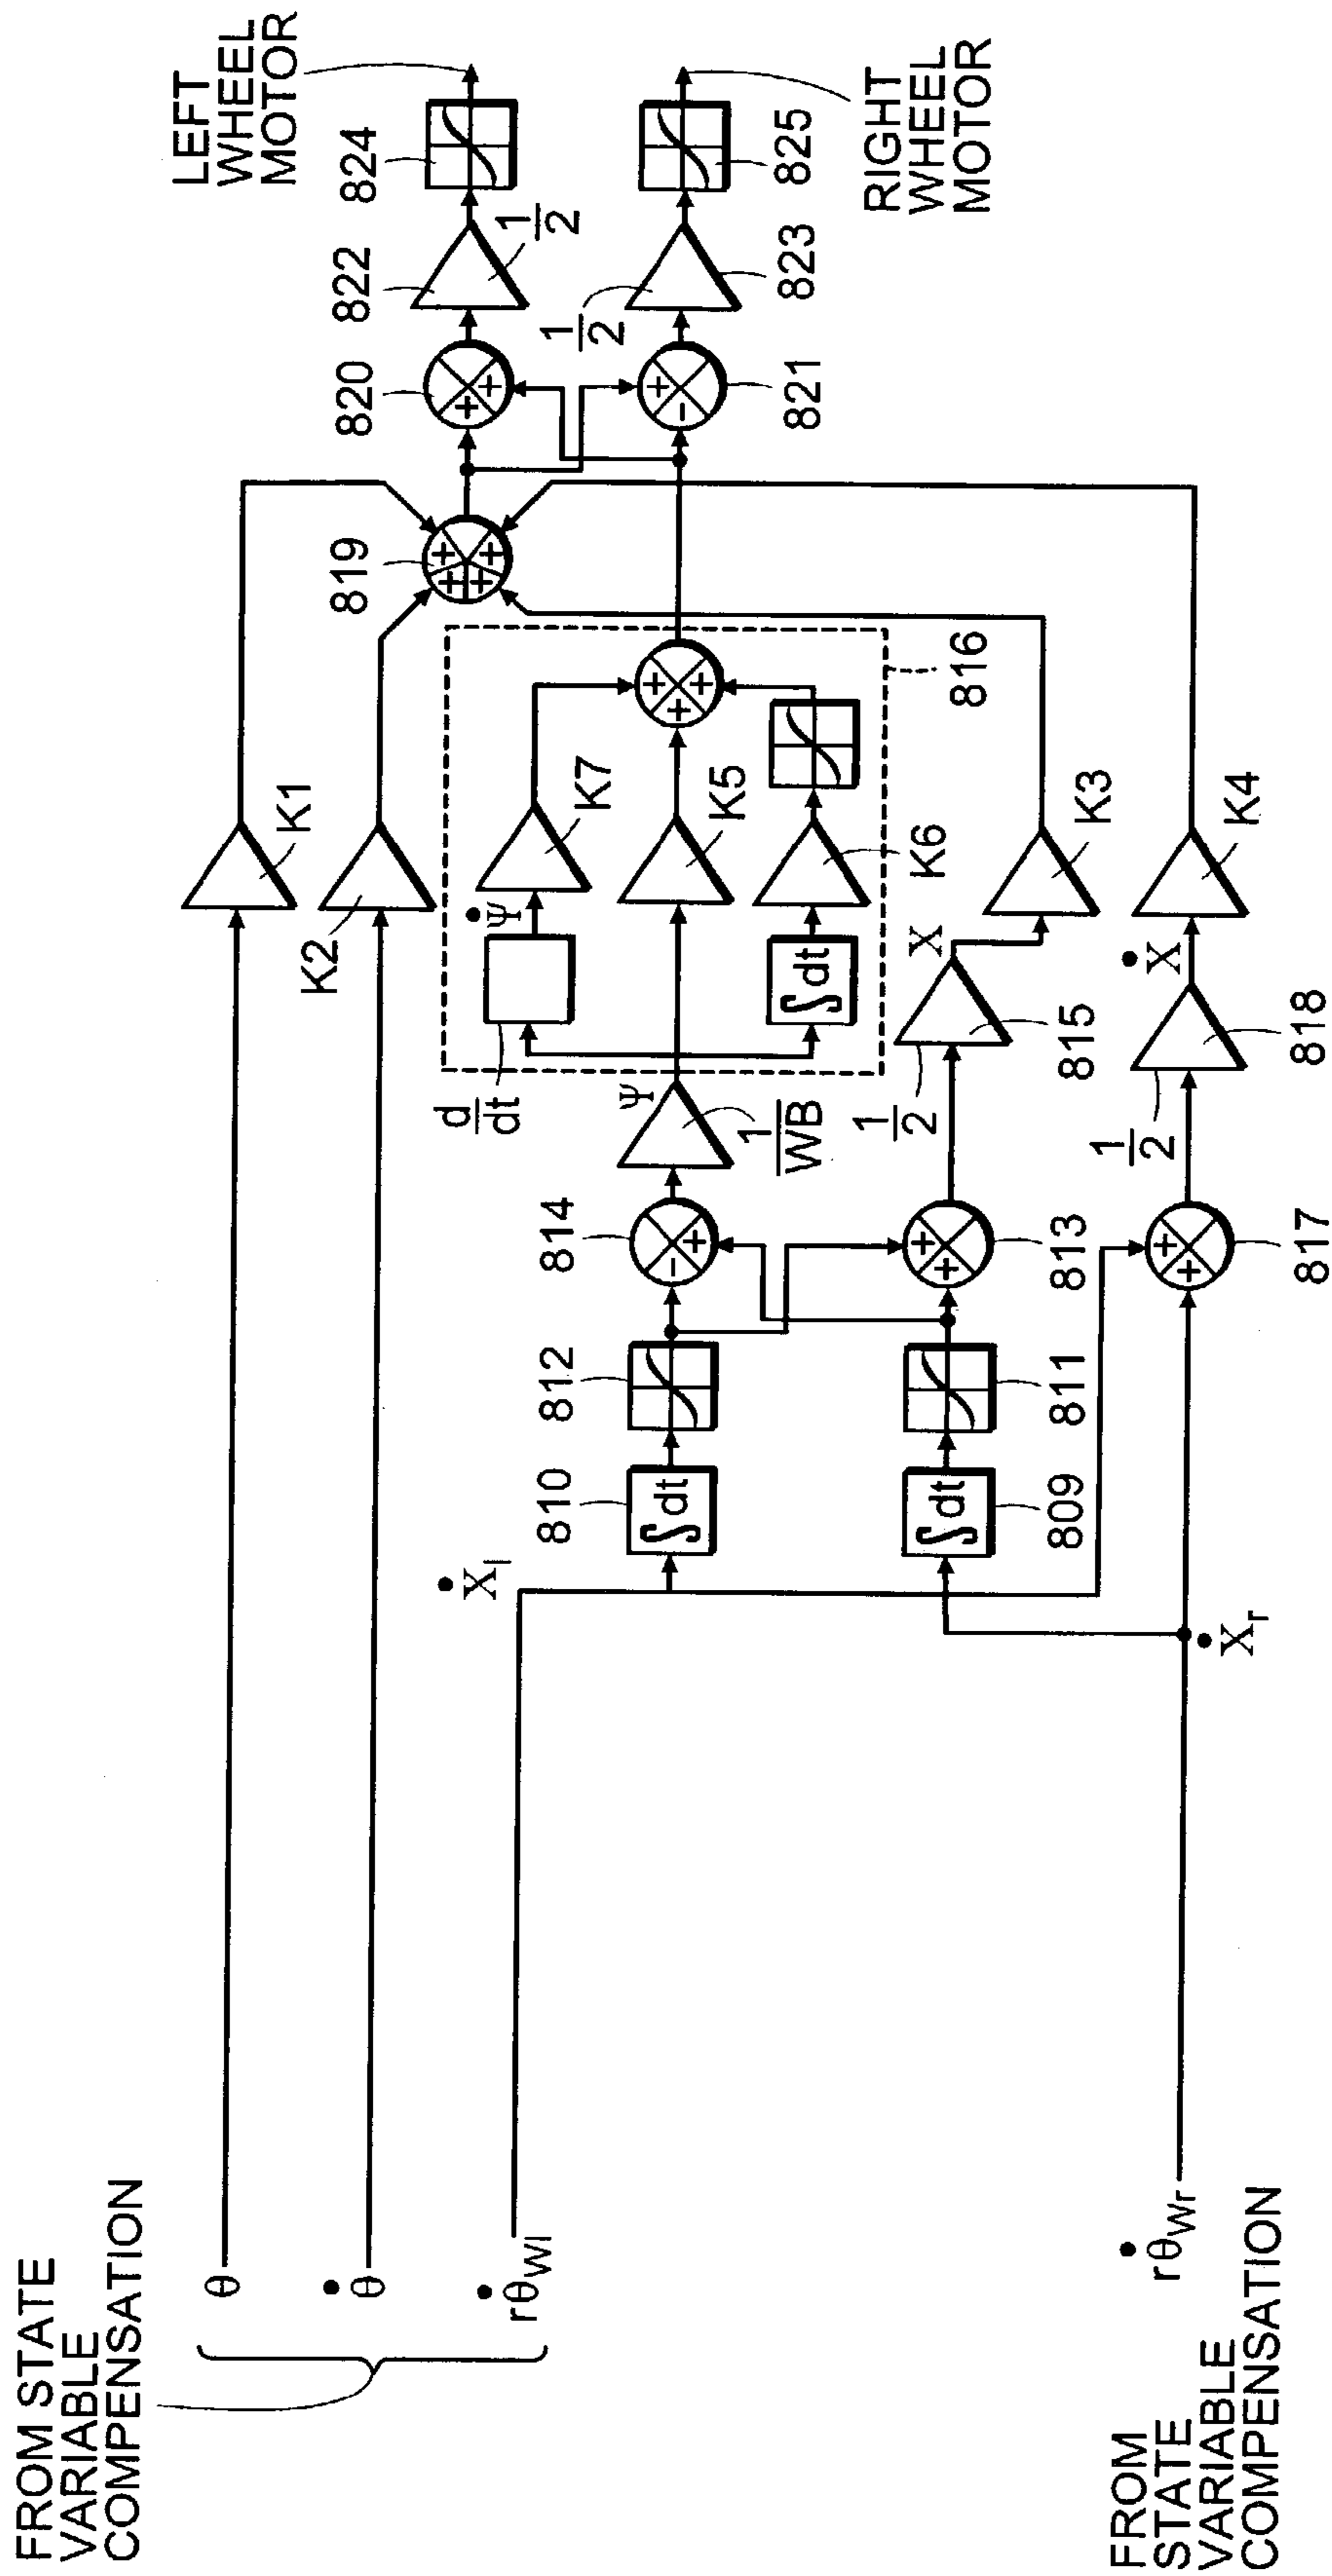 FROM STATE
VARIABLE
COMPENSATION
θ
θ̇
rθ̇Wl
Ẋl
K1
K2
819
820
822
1/2
824
LEFT
WHEEL
MOTOR
810
∫dt
812
814
-
+
1/WB
Ψ
d/dt
Ψ̇
K7
K5
K6
∫dt
+
+
+
816
+
+
+
+
+
+
+
-
821
1/2
823
825
RIGHT
WHEEL
MOTOR
809
∫dt
811
813
+
+
1/2
815
X
K3
FROM
STATE
VARIABLE
COMPENSATION
rθ̇Wr
Ẋr
817
+
+
1/2
818
Ẋ
K4